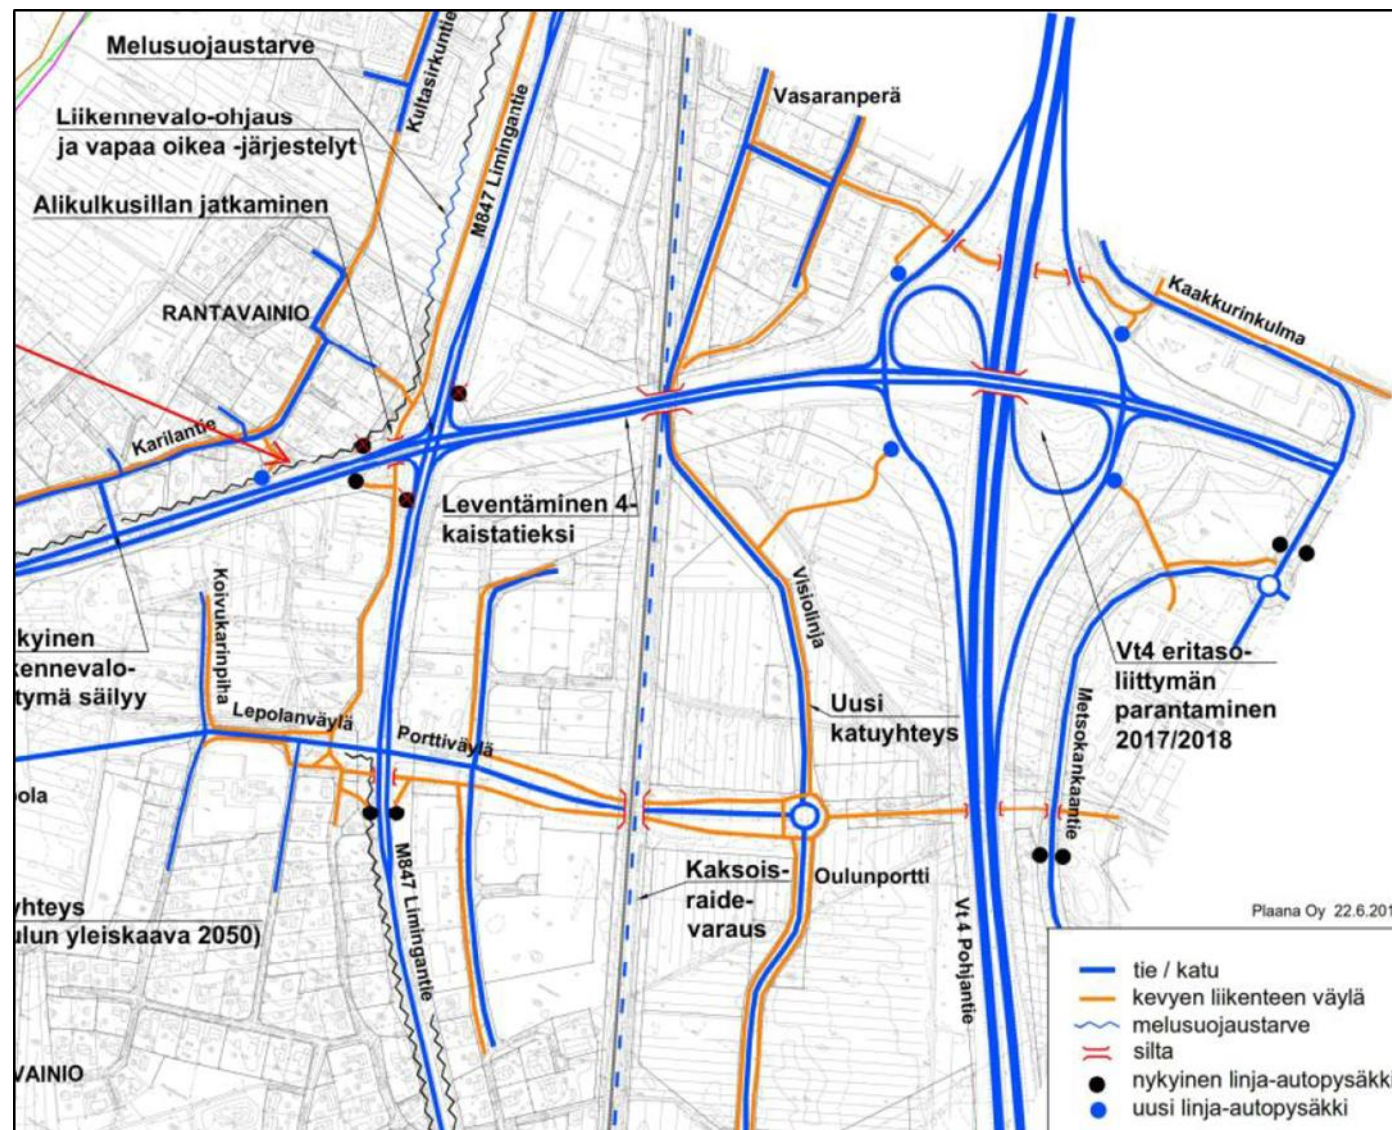 Melusuojaustarve
Kultasirkuntie
Vasaranperä
Liikennevalo-ohjaus
ja vapaa oikea -järjestelyt
M847 Limingantie
Alikulkusillan jatkaminen
Kaakkurinkulma
RANTAVAINIO
Karilantie
Leventäminen 4-
kaistatieksi
Koivukarinpiha
Visiolinja
kyinen
kennevalo-
tymä säilyy
Vt4 eritaso-
liittymän
parantaminen
2017/2018
Metsokankaantie
Lepolanväylä
Porttiväylä
Uusi
katuyhteys
ola
M847 Limingantie
Kaksois-
raide-
varaus
Oulunportti
Vt 4 Pohjantie
yhteys
ulun yleiskaava 2050)
Plaana Oy 22.6.201
tie / katu
kevyen liikenteen väylä
melusuojaustarve
silta
nykyinen linja-autopysäkki
uusi linja-autopysäkki
VAINIO